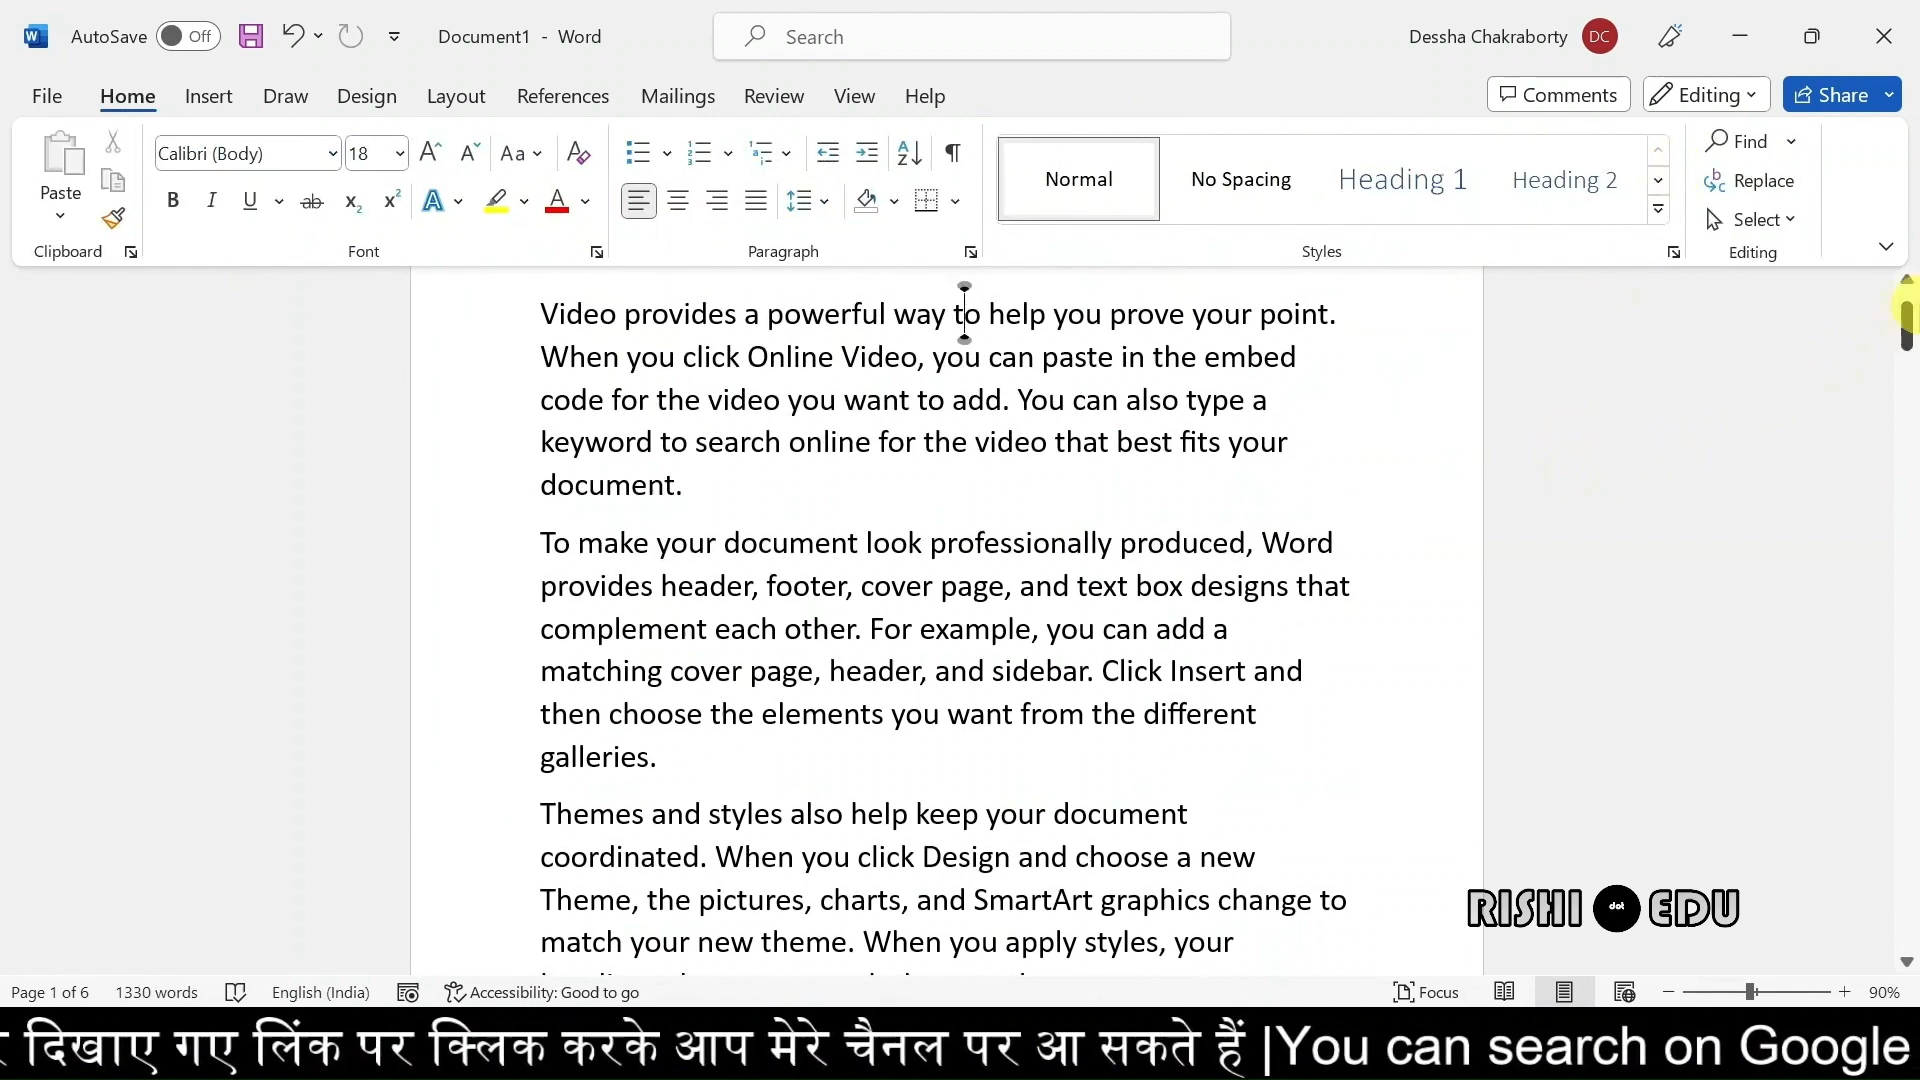 AutoSave Off Document1 - Word Search Dessha Chakraborty DC
File Home Insert Draw Design Layout References Mailings Review View Help Comments Editing Share
Paste Calibri (Body) 18 Aa Normal No Spacing Heading 1 Heading 2 Find Replace Select
Clipboard Font Paragraph Styles Editing
Video provides a powerful way to help you prove your point.
When you click Online Video, you can paste in the embed
code for the video you want to add. You can also type a
keyword to search online for the video that best fits your
document.
To make your document look professionally produced, Word
provides header, footer, cover page, and text box designs that
complement each other. For example, you can add a
matching cover page, header, and sidebar. Click Insert and
then choose the elements you want from the different
galleries.
Themes and styles also help keep your document
coordinated. When you click Design and choose a new
Theme, the pictures, charts, and SmartArt graphics change to
match your new theme. When you apply styles, your
RISHI dot EDU
Page 1 of 6 1330 words English (India) Accessibility: Good to go Focus 90%
दिखाए गए लिंक पर क्लिक करके आप मेरे चैनल पर आ सकते हैं |You can search on Google